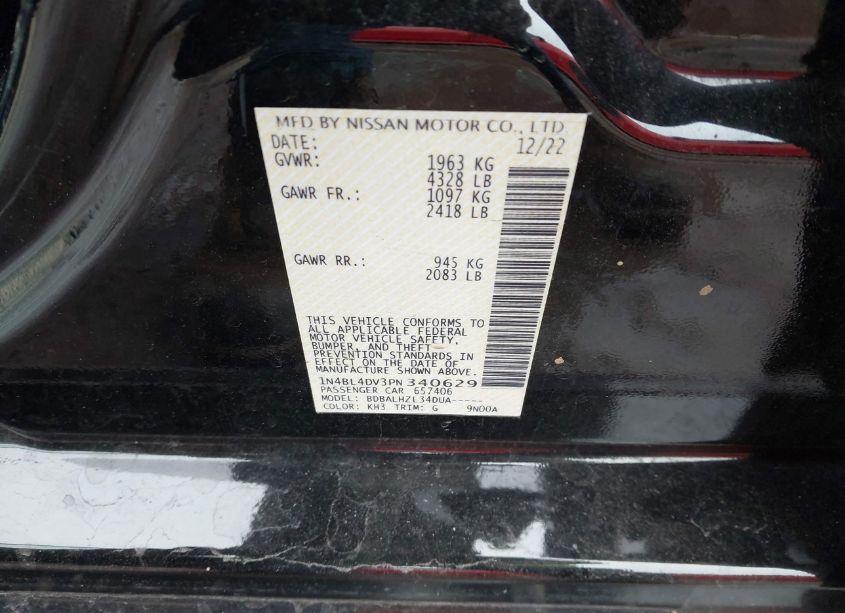 MFD BY NISSAN MOTOR CO., LTD
DATE: 12/22
GVWR: 1963 KG
4328 LB
GAWR FR.: 1097 KG
2418 LB
GAWR RR.: 945 KG
2083 LB
THIS VEHICLE CONFORMS TO
ALL APPLICABLE FEDERAL
MOTOR VEHICLE SAFETY,
BUMPER, AND THEFT
PREVENTION STANDARDS IN
EFFECT ON THE DATE OF
MANUFACTURE SHOWN ABOVE.
1N4BL4DV3PN 340629
PASSENGER CAR 657406
MODEL: BDBALHZL34DUA-----
COLOR: KH3 TRIM: G 9N00A